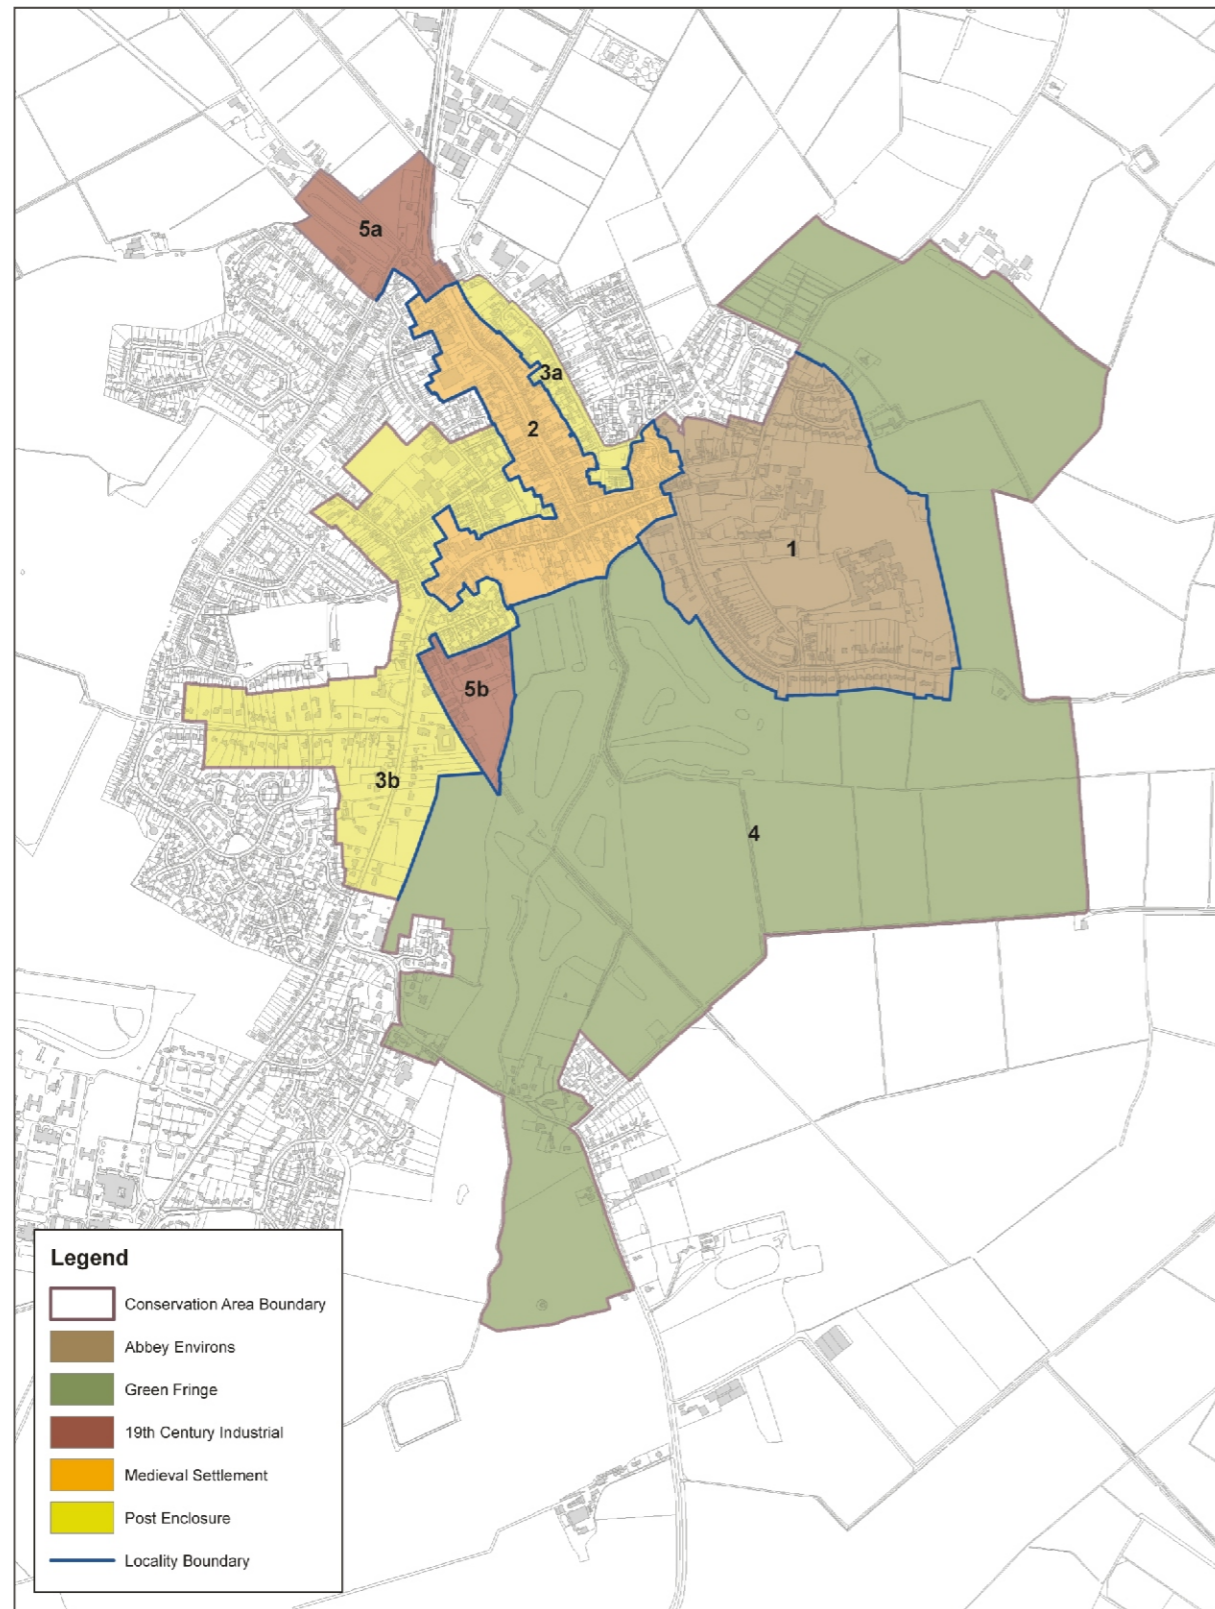 5a
3a
2
1
5b
3b
4
Legend
Conservation Area Boundary
Abbey Environs
Green Fringe
19th Century Industrial
Medieval Settlement
Post Enclosure
Locality Boundary